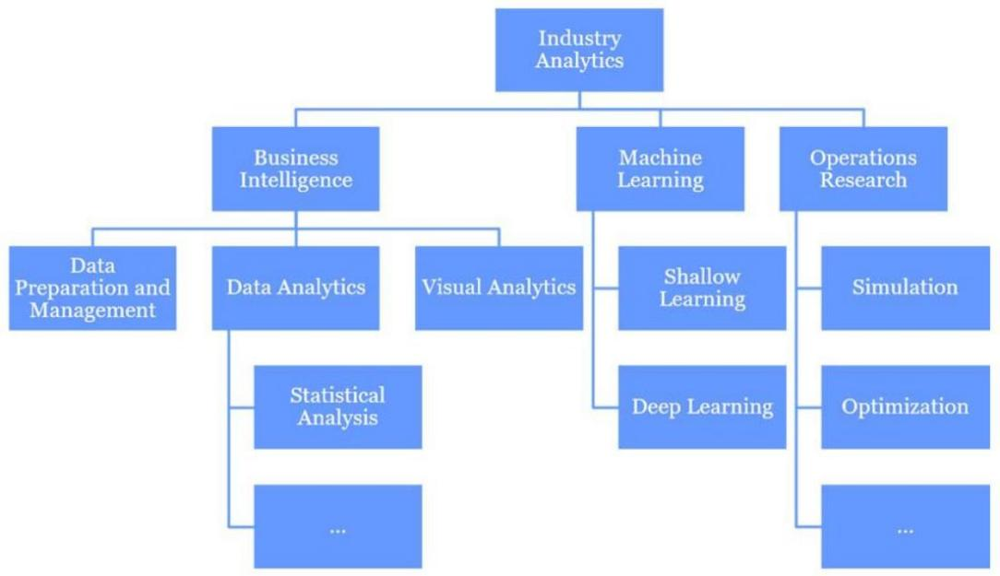 Industry
Analytics
Business
Intelligence
Machine
Learning
Operations
Research
Data
Preparation and
Management
Data Analytics
Visual Analytics
Shallow
Learning
Simulation
Statistical
Analysis
Deep Learning
Optimization
...
...